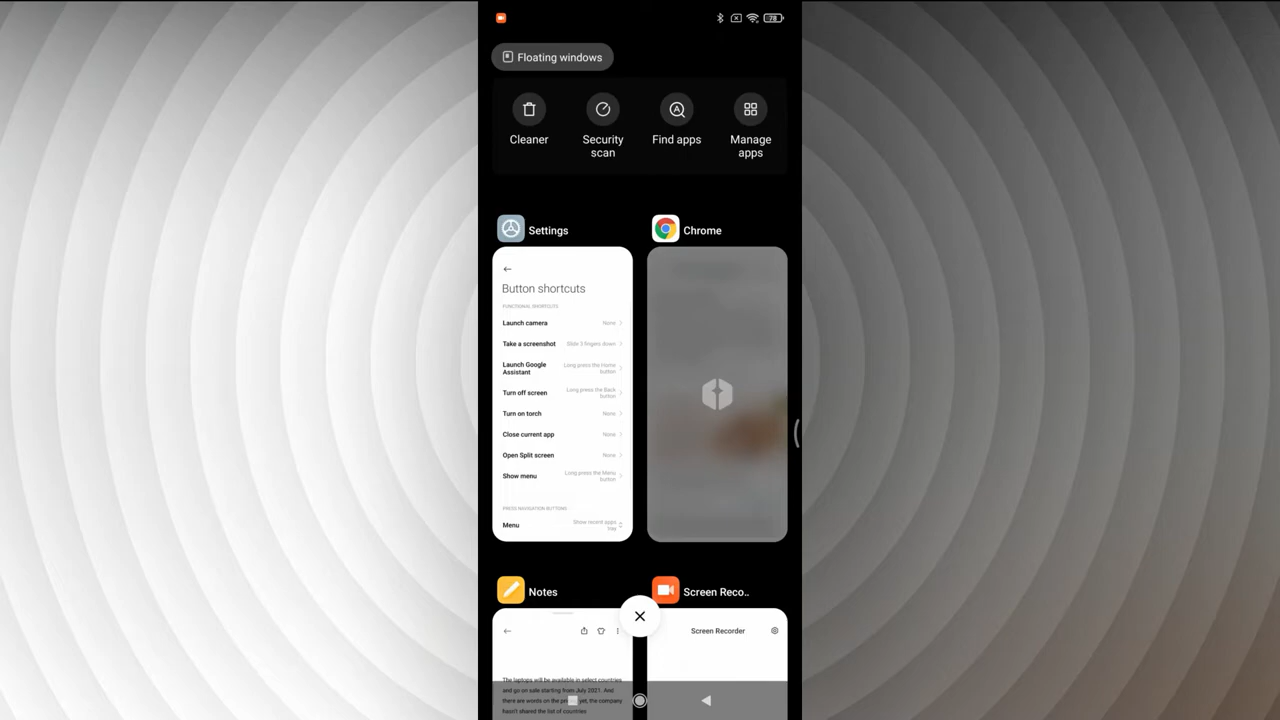 78
Floating windows
Cleaner
Security
scan
Find apps
Manage
apps
Settings
Chrome
Button shortcuts
FUNCTIONAL SHORTCUTS
Launch camera None
Take a screenshot Slide 3 fingers down
Launch Google
Assistant
Long press the Home
button
Turn off screen
Long press the Back
button
Turn on torch None
Close current app None
Open Split screen None
Show menu
Long press the Menu
button
PRESS NAVIGATION BUTTONS
Menu
Show recent apps
Notes
Screen Reco..
Screen Recorder
The laptops will be available in select countries
and go on sale starting from July 2021. And
there are words on the yet, the company
hasn't shared the list of countries